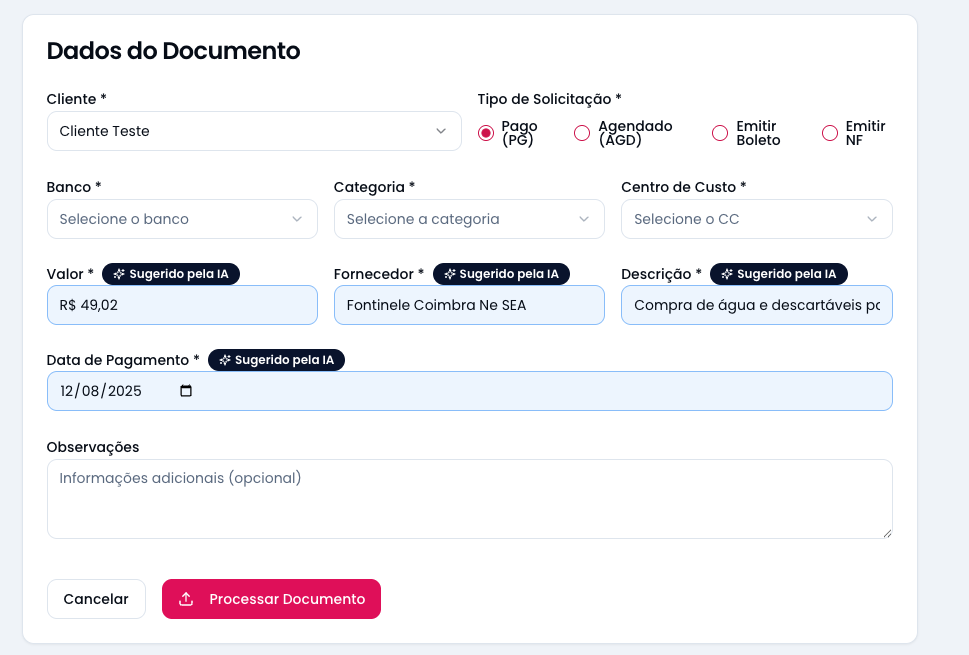 Dados do Documento
Cliente *
Cliente Teste
Tipo de Solicitação *
Pago
(PG)
Agendado
(AGD)
Emitir
Boleto
Emitir
NF
Banco *
Selecione o banco
Categoria *
Selecione a categoria
Centro de Custo *
Selecione o CC
Valor * Sugerido pela IA
R$ 49,02
Fornecedor * Sugerido pela IA
Fontinele Coimbra Ne SEA
Descrição * Sugerido pela IA
Compra de água e descartáveis
Data de Pagamento * Sugerido pela IA
12/08/2025
Observações
Informações adicionais (opcional)
Cancelar
Processar Documento